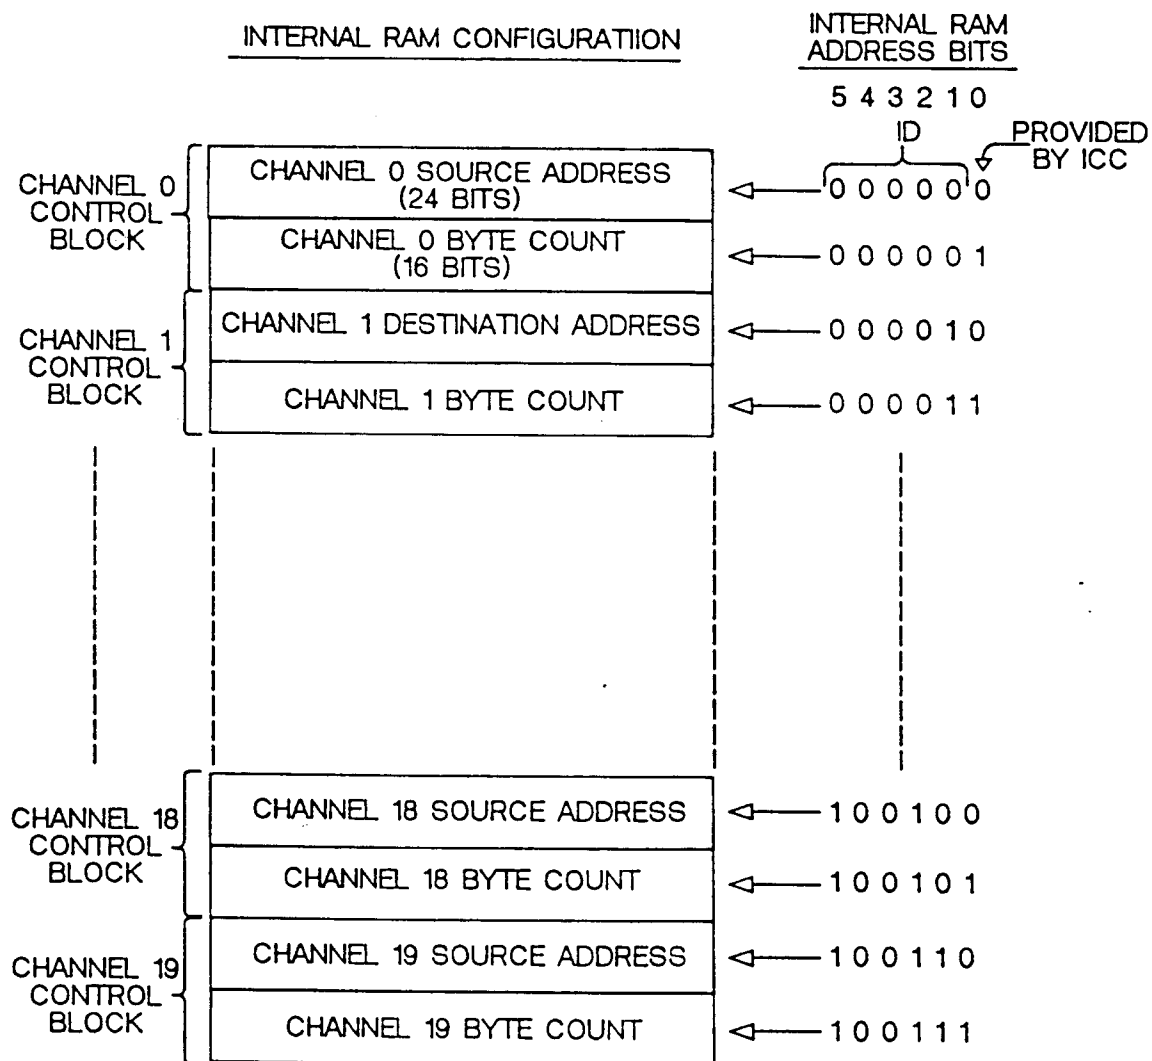 INTERNAL RAM CONFIGURATIION
INTERNAL RAM
ADDRESS BITS
5 4 3 2 1 0
ID
PROVIDED
BY ICC
CHANNEL 0
CONTROL
BLOCK
CHANNEL 0 SOURCE ADDRESS
(24 BITS)
0 0 0 0 0 0
CHANNEL 0 BYTE COUNT
(16 BITS)
0 0 0 0 0 1
CHANNEL 1
CONTROL
BLOCK
CHANNEL 1 DESTINATION ADDRESS
0 0 0 0 1 0
CHANNEL 1 BYTE COUNT
0 0 0 0 1 1
CHANNEL 18
CONTROL
BLOCK
CHANNEL 18 SOURCE ADDRESS
1 0 0 1 0 0
CHANNEL 18 BYTE COUNT
1 0 0 1 0 1
CHANNEL 19
CONTROL
BLOCK
CHANNEL 19 SOURCE ADDRESS
1 0 0 1 1 0
CHANNEL 19 BYTE COUNT
1 0 0 1 1 1